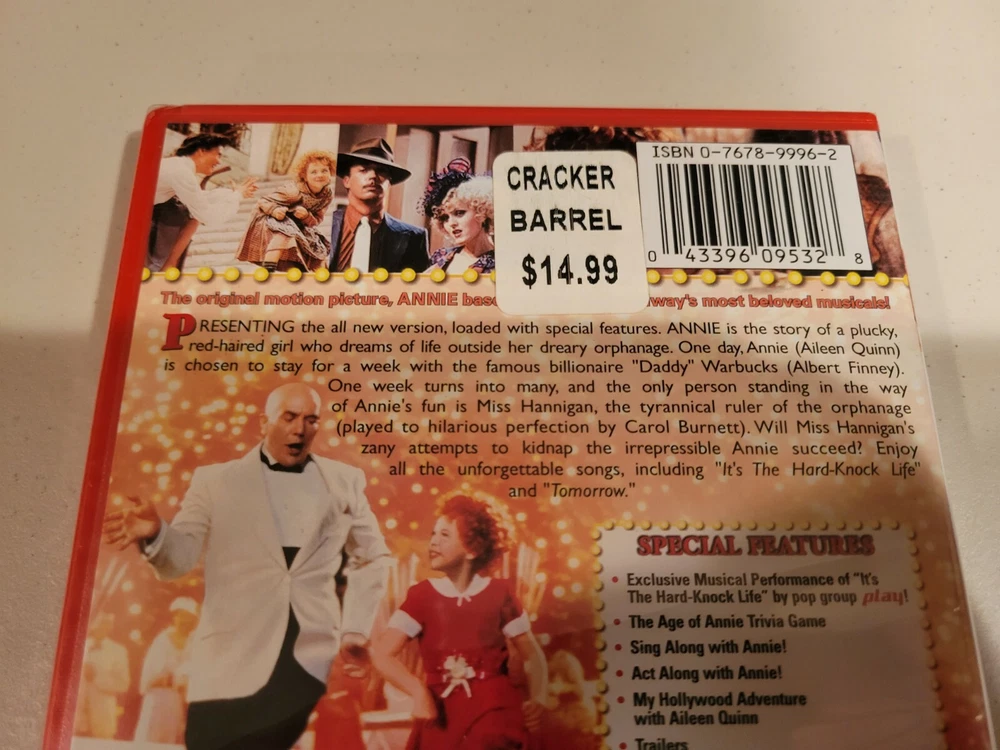 CRACKER
BARREL
$14.99
ISBN 0-7678-9996-2
0 43396 09532 8
The original motion picture, ANNIE way's most beloved musicals!
PRESENTING the all new version, loaded with special features. ANNIE is the story of a plucky,
red-haired girl who dreams of life outside her dreary orphanage. One day, Annie (Aileen Quinn)
is chosen to stay for a week with the famous billionaire "Daddy" Warbucks (Albert Finney).
One week turns into many, and the only person standing in the way
of Annie's fun is Miss Hannigan, the tyrannical ruler of the orphanage
(played to hilarious perfection by Carol Burnett). Will Miss Hannigan's
zany attempts to kidnap the irrepressible Annie succeed? Enjoy
all the unforgettable songs, including "It's The Hard-Knock Life"
and "Tomorrow."
SPECIAL FEATURES
• Exclusive Musical Performance of "It's
The Hard-Knock Life" by pop group play!
• The Age of Annie Trivia Game
• Sing Along with Annie!
• Act Along with Annie!
• My Hollywood Adventure
with Aileen Quinn
• Trailers